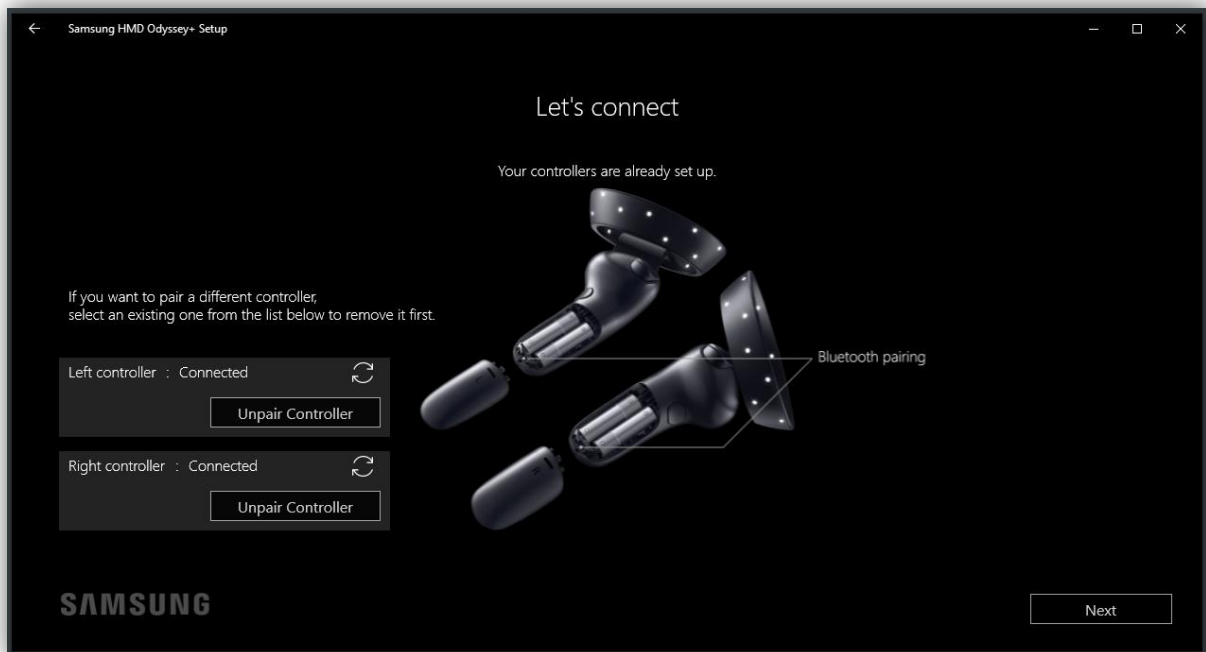 Samsung HMD Odyssey+ Setup
Let's connect
Your controllers are already set up.
If you want to pair a different controller,
select an existing one from the list below to remove it first.
Left controller : Connected
Unpair Controller
Right controller : Connected
Unpair Controller
Bluetooth pairing
SAMSUNG
Next